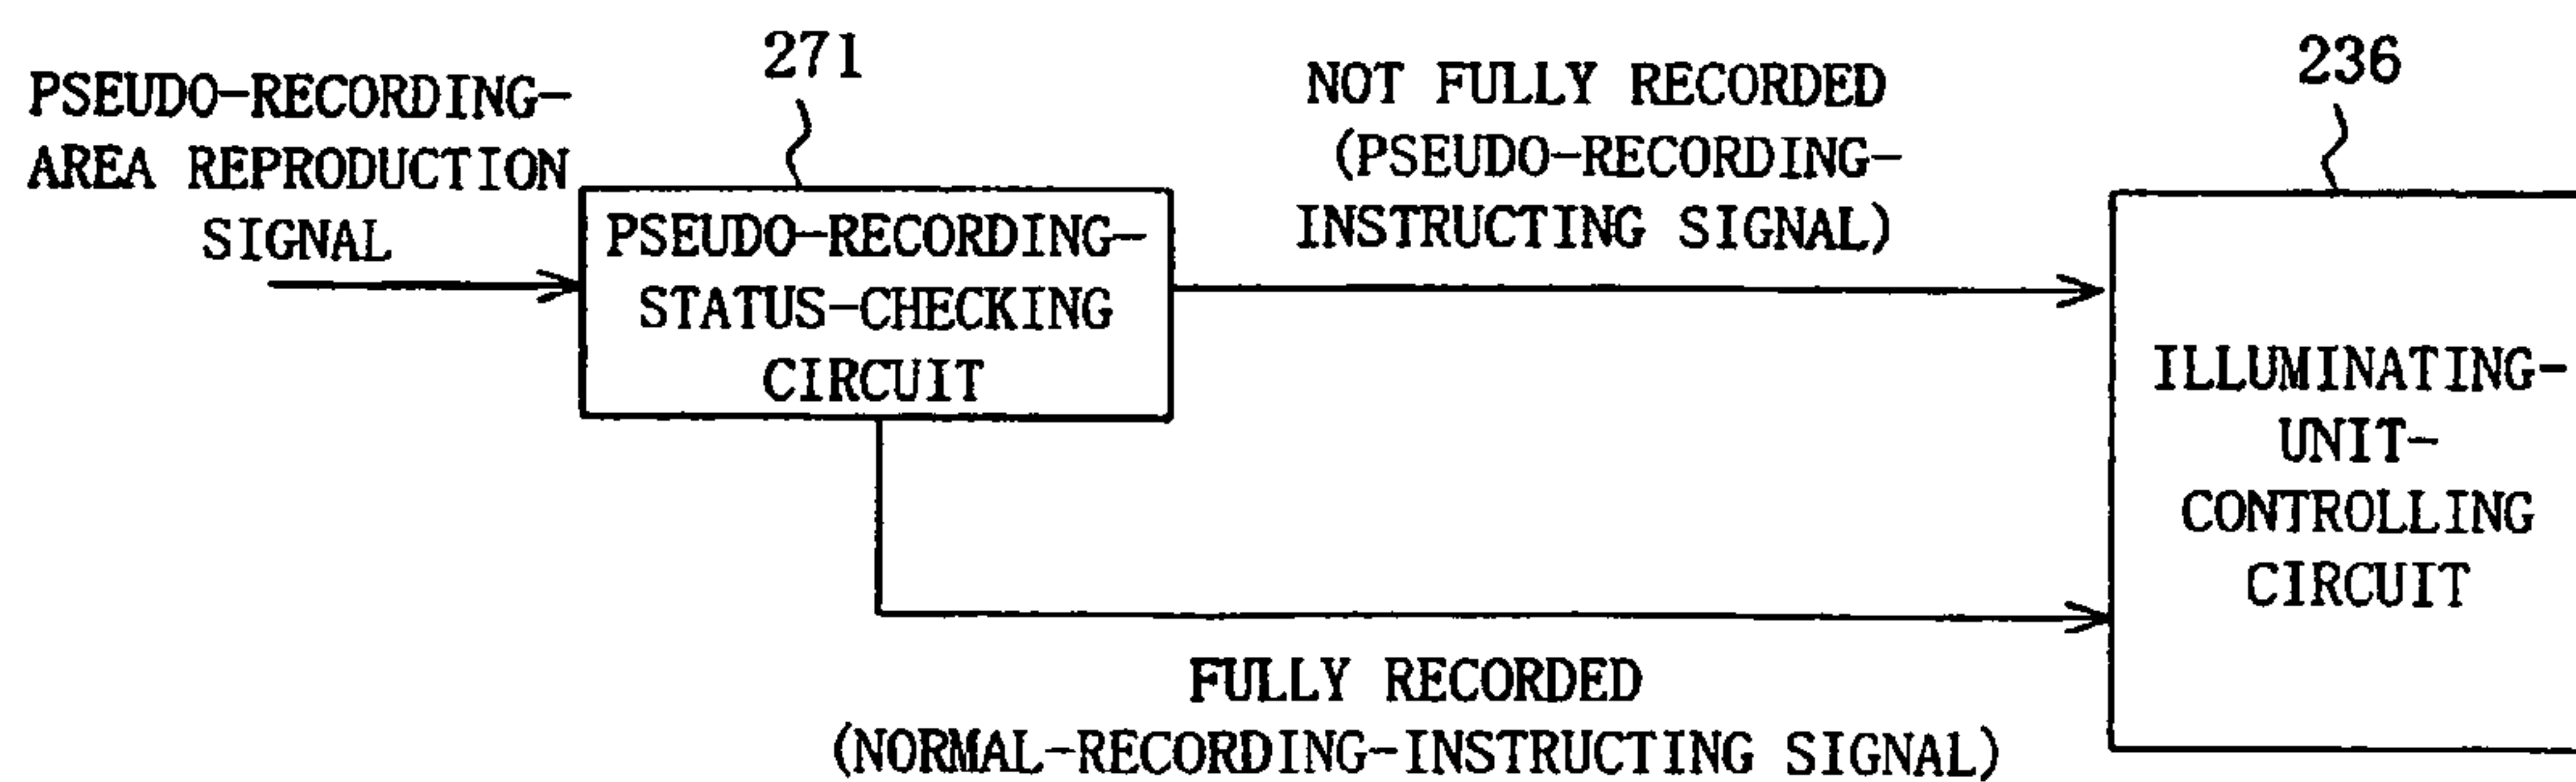 PSEUDO-RECORDING-
AREA REPRODUCTION
SIGNAL
271
PSEUDO-RECORDING-
STATUS-CHECKING
CIRCUIT
NOT FULLY RECORDED
(PSEUDO-RECORDING-
INSTRUCTING SIGNAL)
FULLY RECORDED
(NORMAL-RECORDING-INSTRUCTING SIGNAL)
236
ILLUMINATING-
UNIT-
CONTROLLING
CIRCUIT